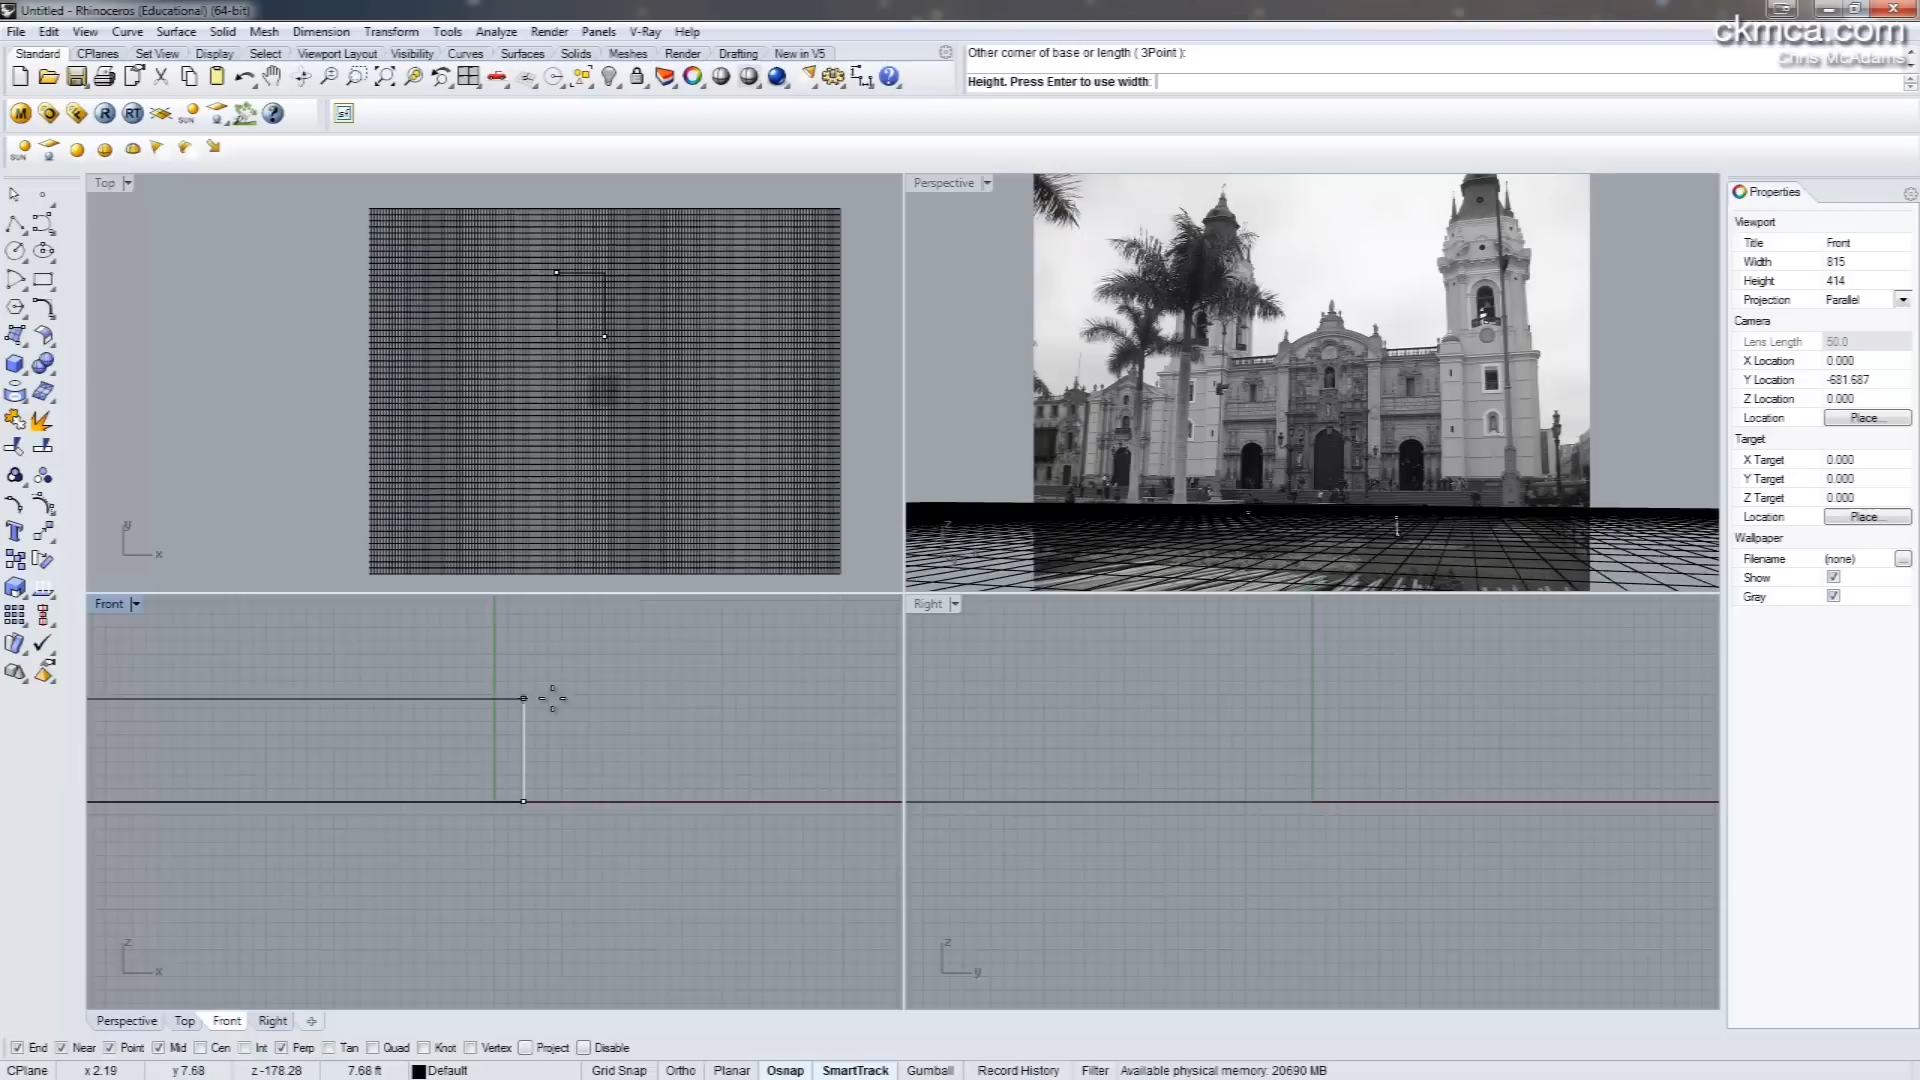 Untitled - Rhinoceros (Educational) (64-bit)
File Edit View Curve Surface Solid Mesh Dimension Transform Tools Analyze Render Panels V-Ray Help
ckmca.com
Chris McAdams
Standard CPlanes Set View Display Select Viewport Layout Visibility Curves Surfaces Solids Meshes Render Drafting New in V5
Other corner of base or length ( 3Point ):
Height. Press Enter to use width:
M R RT SUN ?
SUN
Top
Perspective
Properties
Viewport
Title Front
Width 815
Height 414
Projection Parallel
Camera
Lens Length 50.0
X Location 0.000
Y Location -681.687
Z Location 0.000
Location Place...
Target
X Target 0.000
Y Target 0.000
Z Target 0.000
Location Place...
Wallpaper
Filename (none) ...
Show
Gray
y
x
z
Front
Right
z
x
z
y
Perspective Top Front Right
End Near Point Mid Cen Int Perp Tan Quad Knot Vertex Project Disable
CPlane x 2.19 y 7.68 z -178.28 7.68 ft Default Grid Snap Ortho Planar Osnap SmartTrack Gumball Record History Filter Available physical memory: 20690 MB